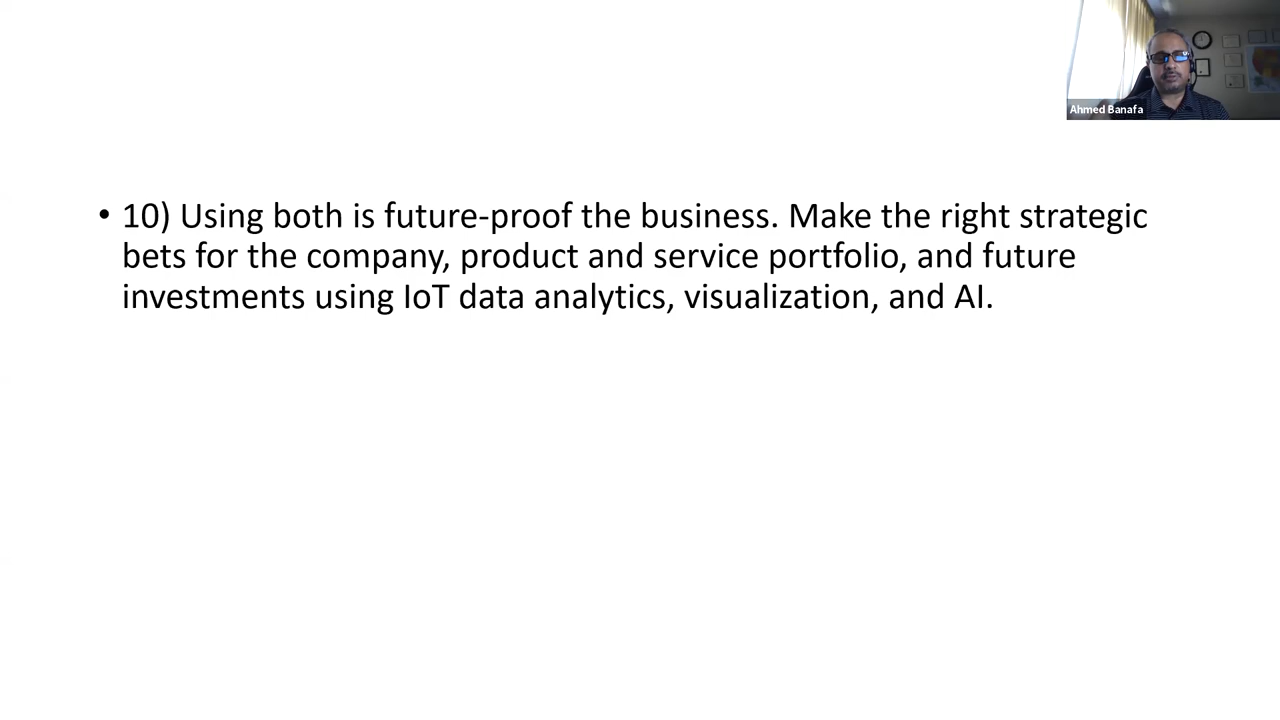 Ahmed Banafa
• 10) Using both is future-proof the business. Make the right strategic
bets for the company, product and service portfolio, and future
investments using IoT data analytics, visualization, and AI.